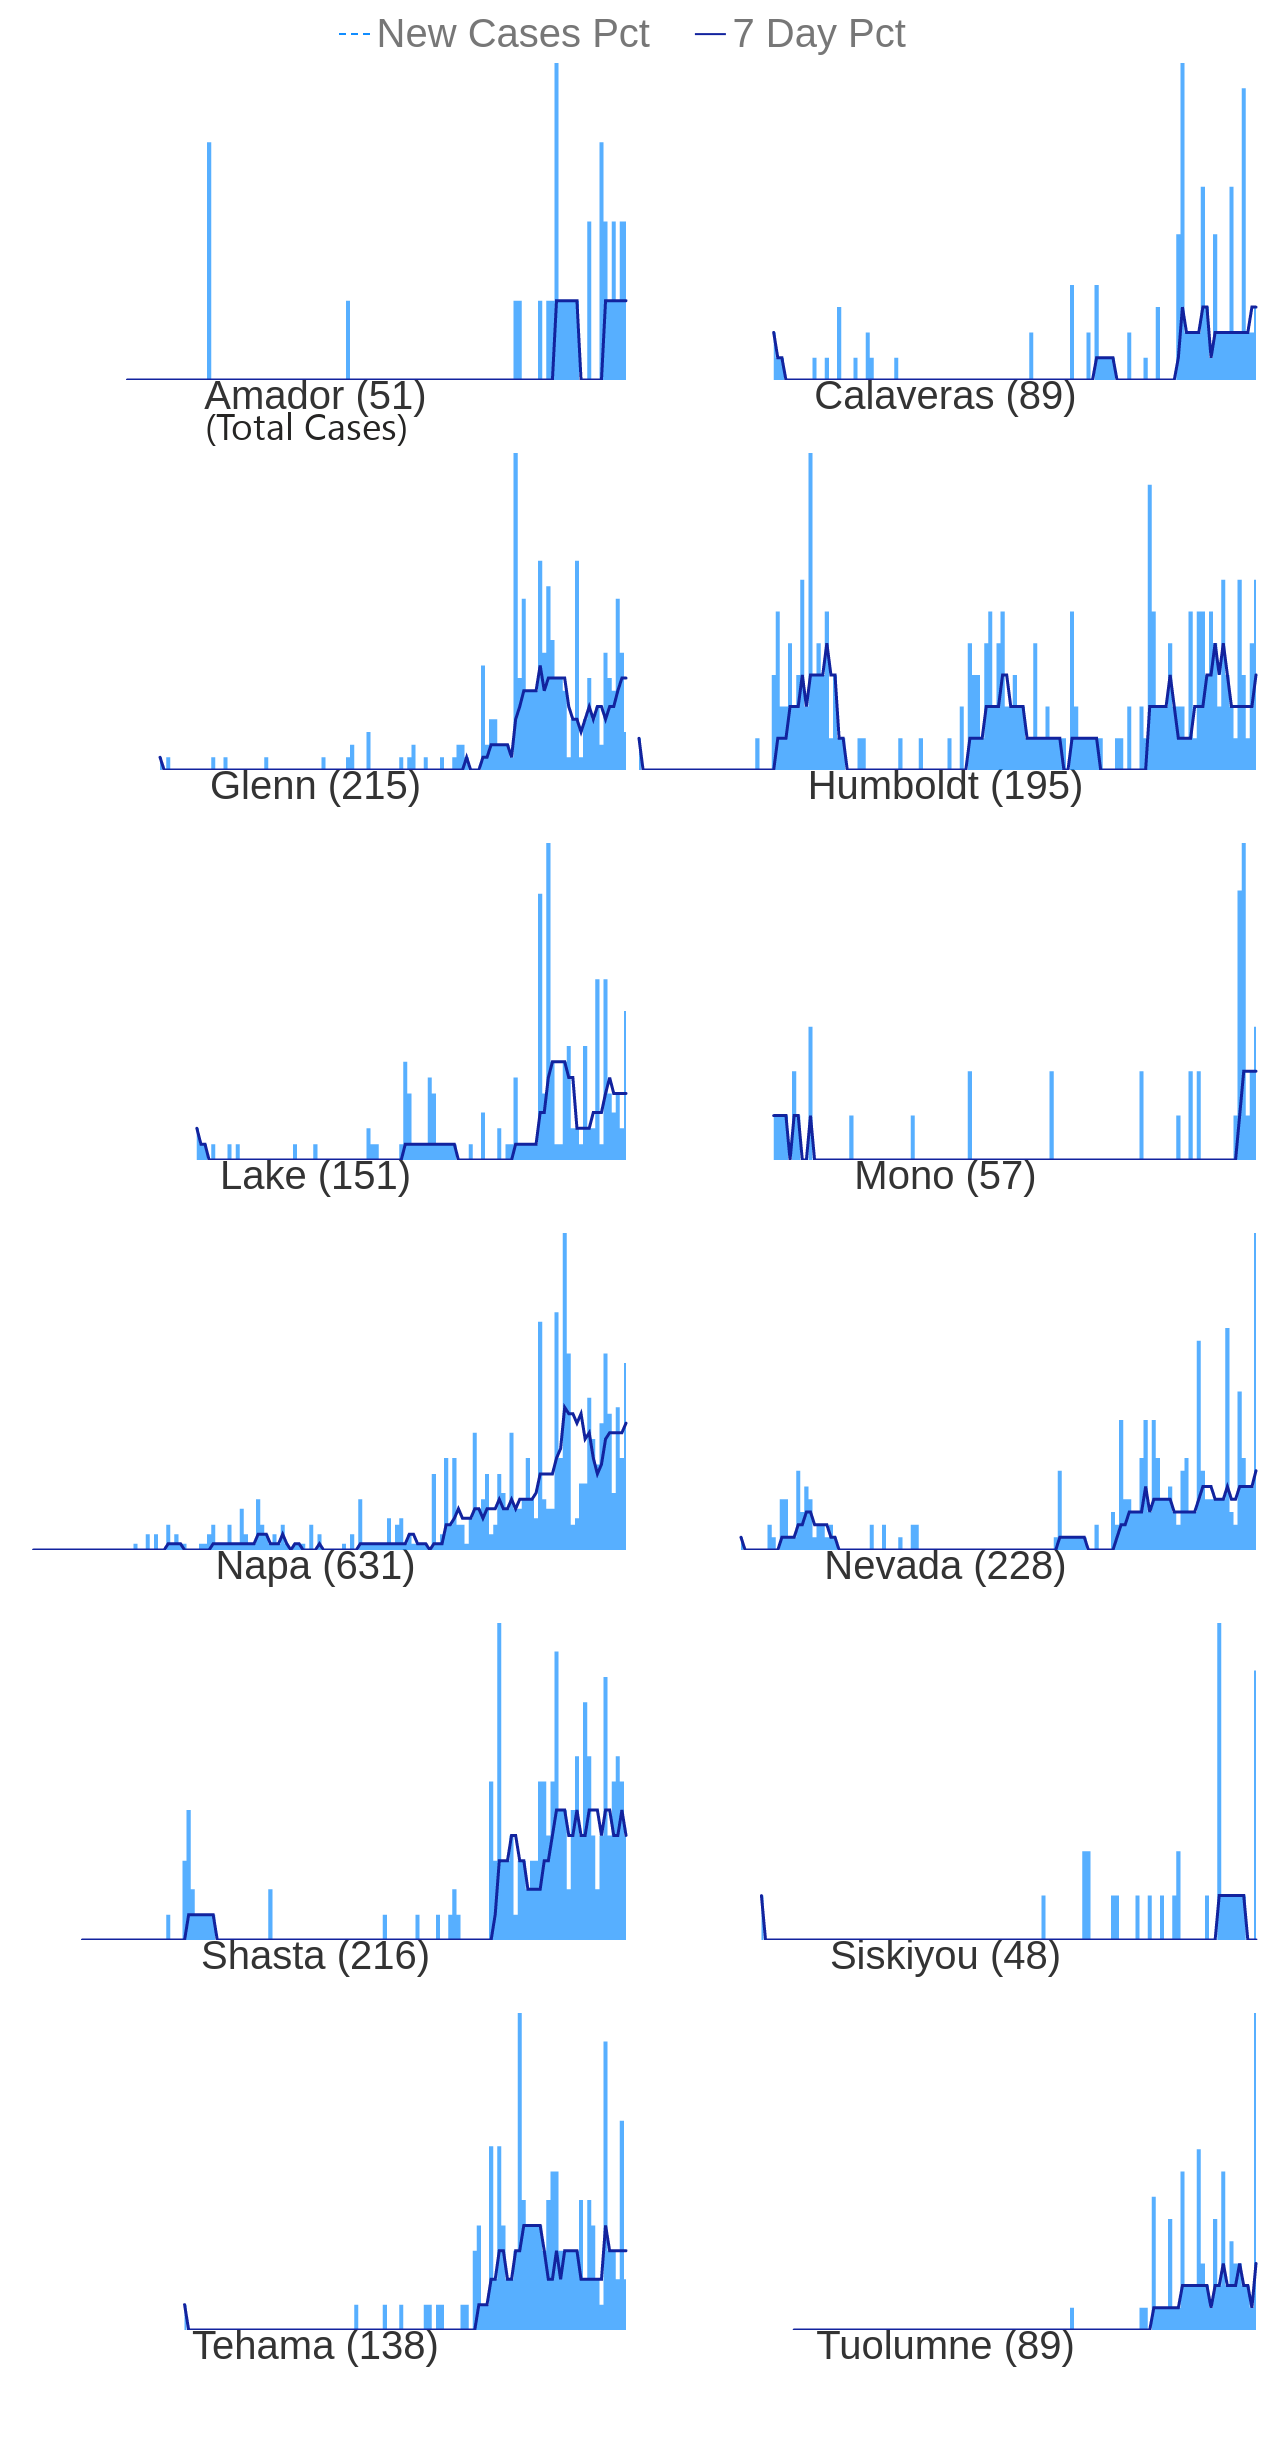 New Cases Pct 7 Day Pct
Amador (51) Calaveras (89)
(Total Cases)
Glenn (215) Humboldt (195)
Lake (151) Mono (57)
Napa (631) Nevada (228)
Shasta (216) Siskiyou (48)
Tehama (138) Tuolumne (89)